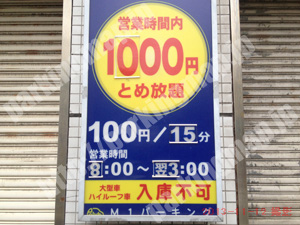 営業時間内
1000円
とめ放題
100円/15分
営業時間
8:00~翌3:00
大型車
ハイルーフ車 入庫不可
M1パーキング